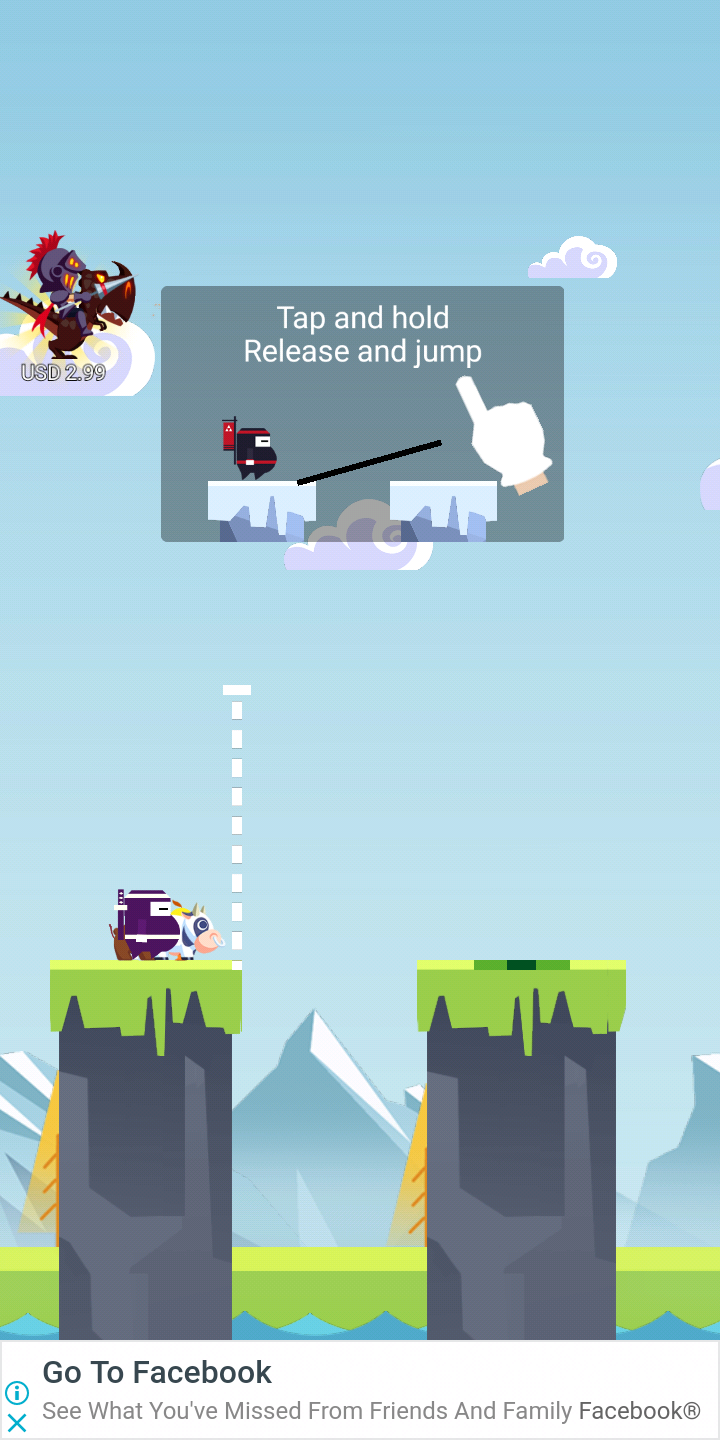 Tap and hold
Release and jump
USD 2.99
Go To Facebook
See What You've Missed From Friends And Family Facebook®